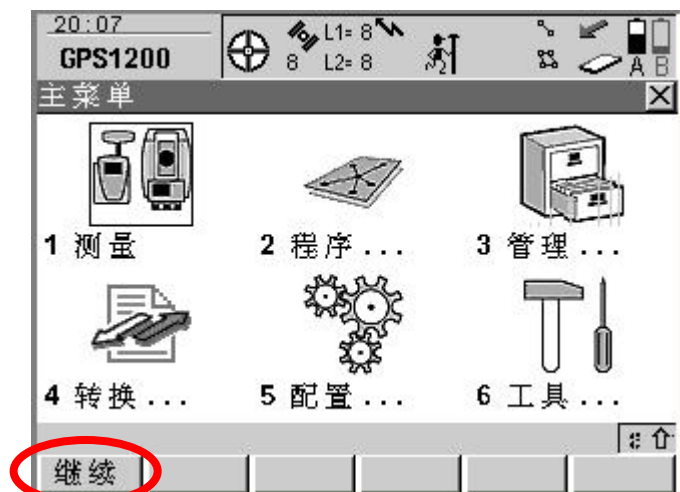 20:07
GPS1200
8
L1= 8
L2= 8
2
A B
主菜单
1 测量
2 程序...
3 管理...
4 转换...
5 配置...
6 工具...
继续